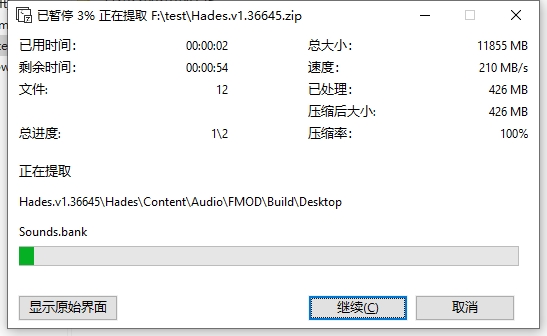 已暂停 3% 正在提取 F:\test\Hades.v1.36645.zip
已用时间: 00:00:02 总大小: 11855 MB
剩余时间: 00:00:54 速度: 210 MB/s
文件: 12 已处理: 426 MB
压缩后大小: 426 MB
总进度: 1\2 压缩率: 100%
正在提取
Hades.v1.36645\Hades\Content\Audio\FMOD\Build\Desktop
Sounds.bank
显示原始界面 继续(C) 取消